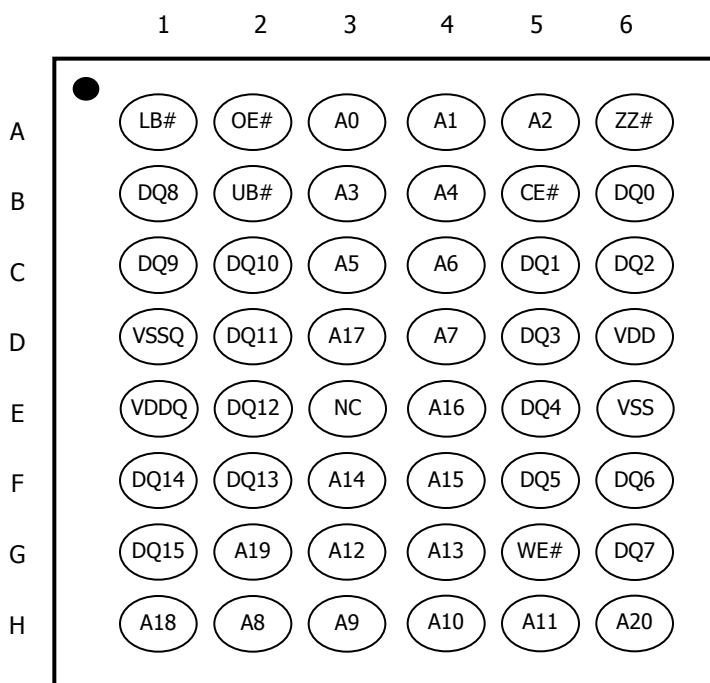 1 2 3 4 5 6
A LB# OE# A0 A1 A2 ZZ#
B DQ8 UB# A3 A4 CE# DQ0
C DQ9 DQ10 A5 A6 DQ1 DQ2
D VSSQ DQ11 A17 A7 DQ3 VDD
E VDDQ DQ12 NC A16 DQ4 VSS
F DQ14 DQ13 A14 A15 DQ5 DQ6
G DQ15 A19 A12 A13 WE# DQ7
H A18 A8 A9 A10 A11 A20